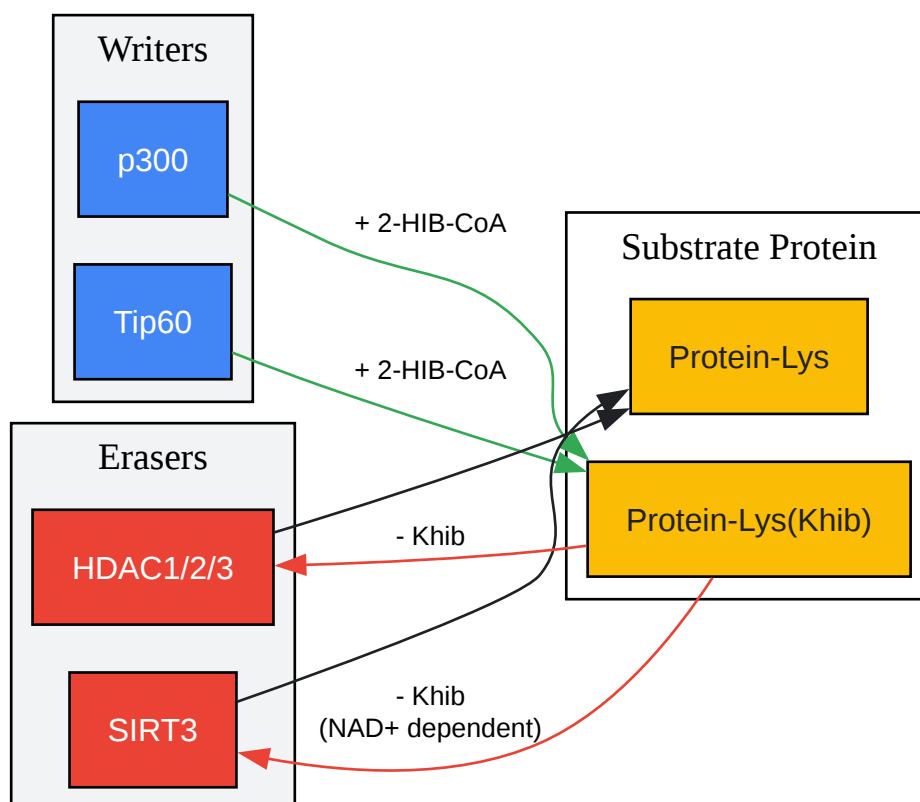 Writers
p300
Tip60
+ 2-HIB-CoA
+ 2-HIB-CoA
Substrate Protein
Protein-Lys
Protein-Lys(Khib)
Erasers
HDAC1/2/3
SIRT3
- Khib
- Khib
(NAD+ dependent)